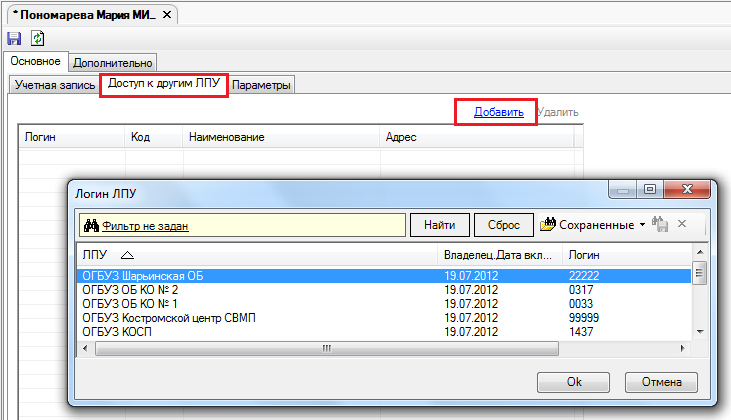 * Пономарева Мария МИ...
Основное Дополнительно
Учетная запись Доступ к другим ЛПУ Параметры
Добавить Удалить
Логин Код Наименование Адрес
Логин ЛПУ
Фильтр не задан Найти Сброс Сохраненные
ЛПУ Владелец.Дата вкл... Логин
ОГБУЗ Шарьинская ОБ 19.07.2012 22222
ОГБУЗ ОБ КО № 2 19.07.2012 0317
ОГБУЗ ОБ КО № 1 19.07.2012 0033
ОГБУЗ Костромской центр СВМП 19.07.2012 99999
ОГБУЗ КОСП 19.07.2012 1437
Ok Отмена